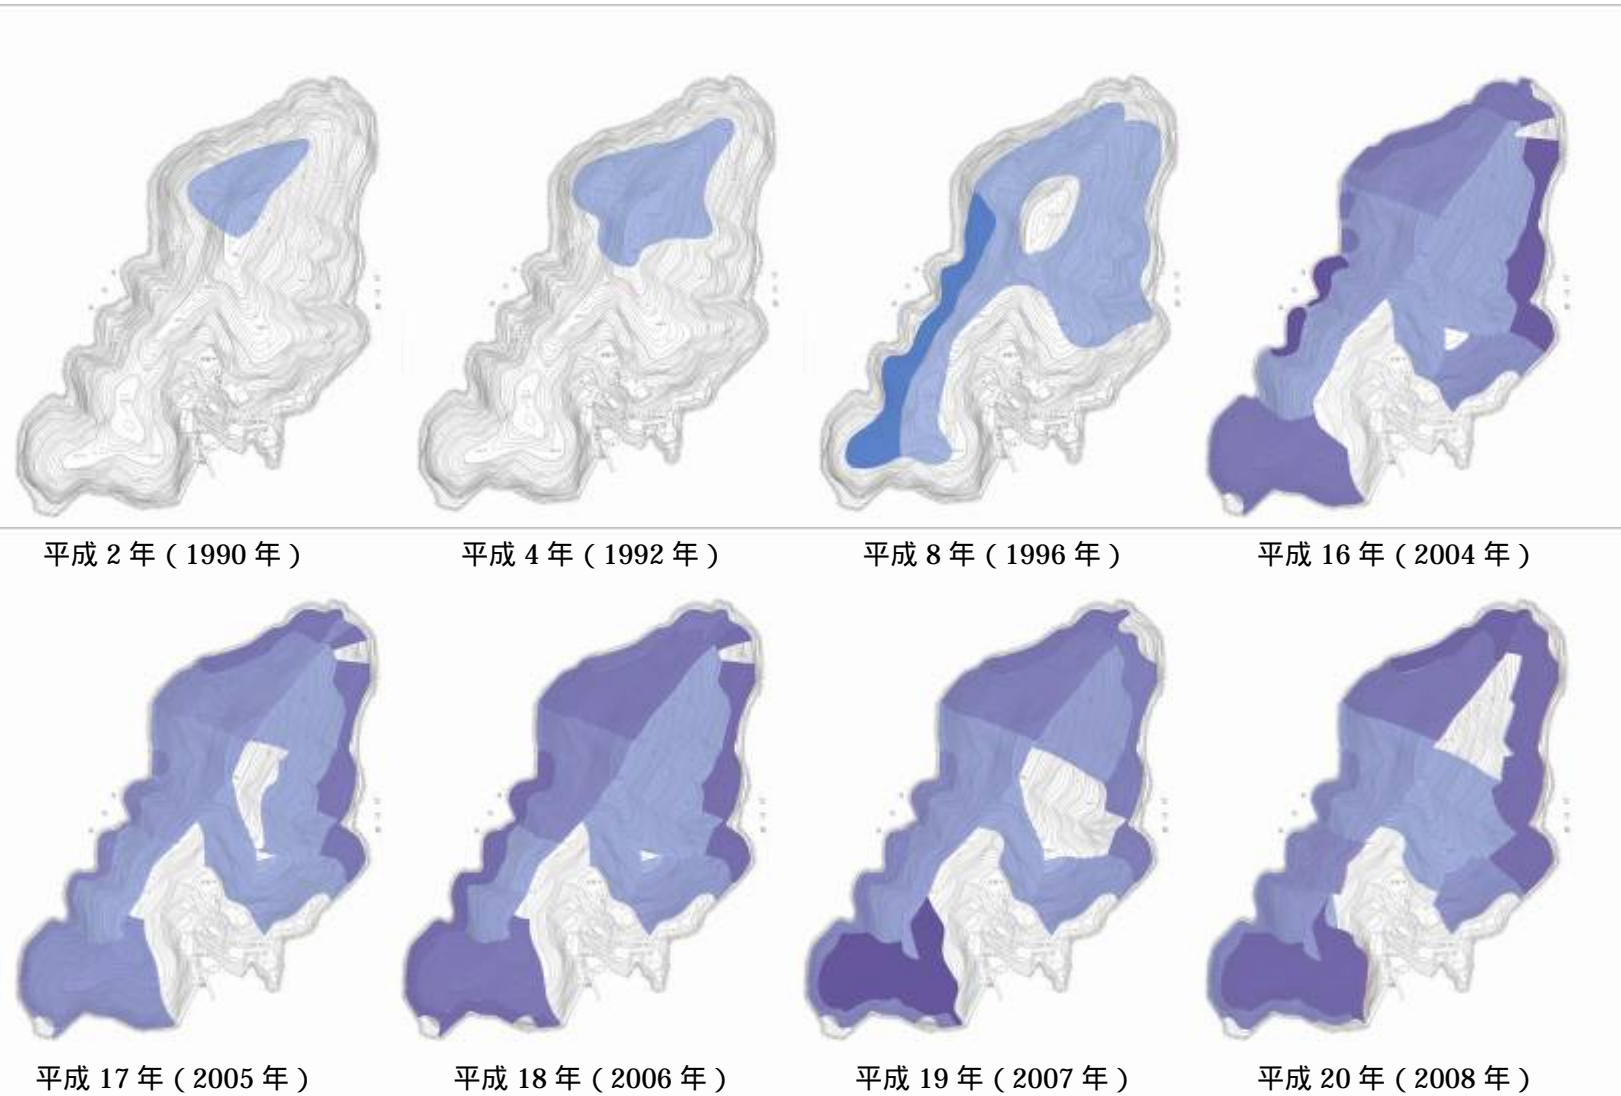 平成 2 年 ( 1990 年 ) 平成 4 年 ( 1992 年 ) 平成 8 年 ( 1996 年 ) 平成 16 年 ( 2004 年 )
平成 17 年 ( 2005 年 ) 平成 18 年 ( 2006 年 ) 平成 19 年 ( 2007 年 ) 平成 20 年 ( 2008 年 )